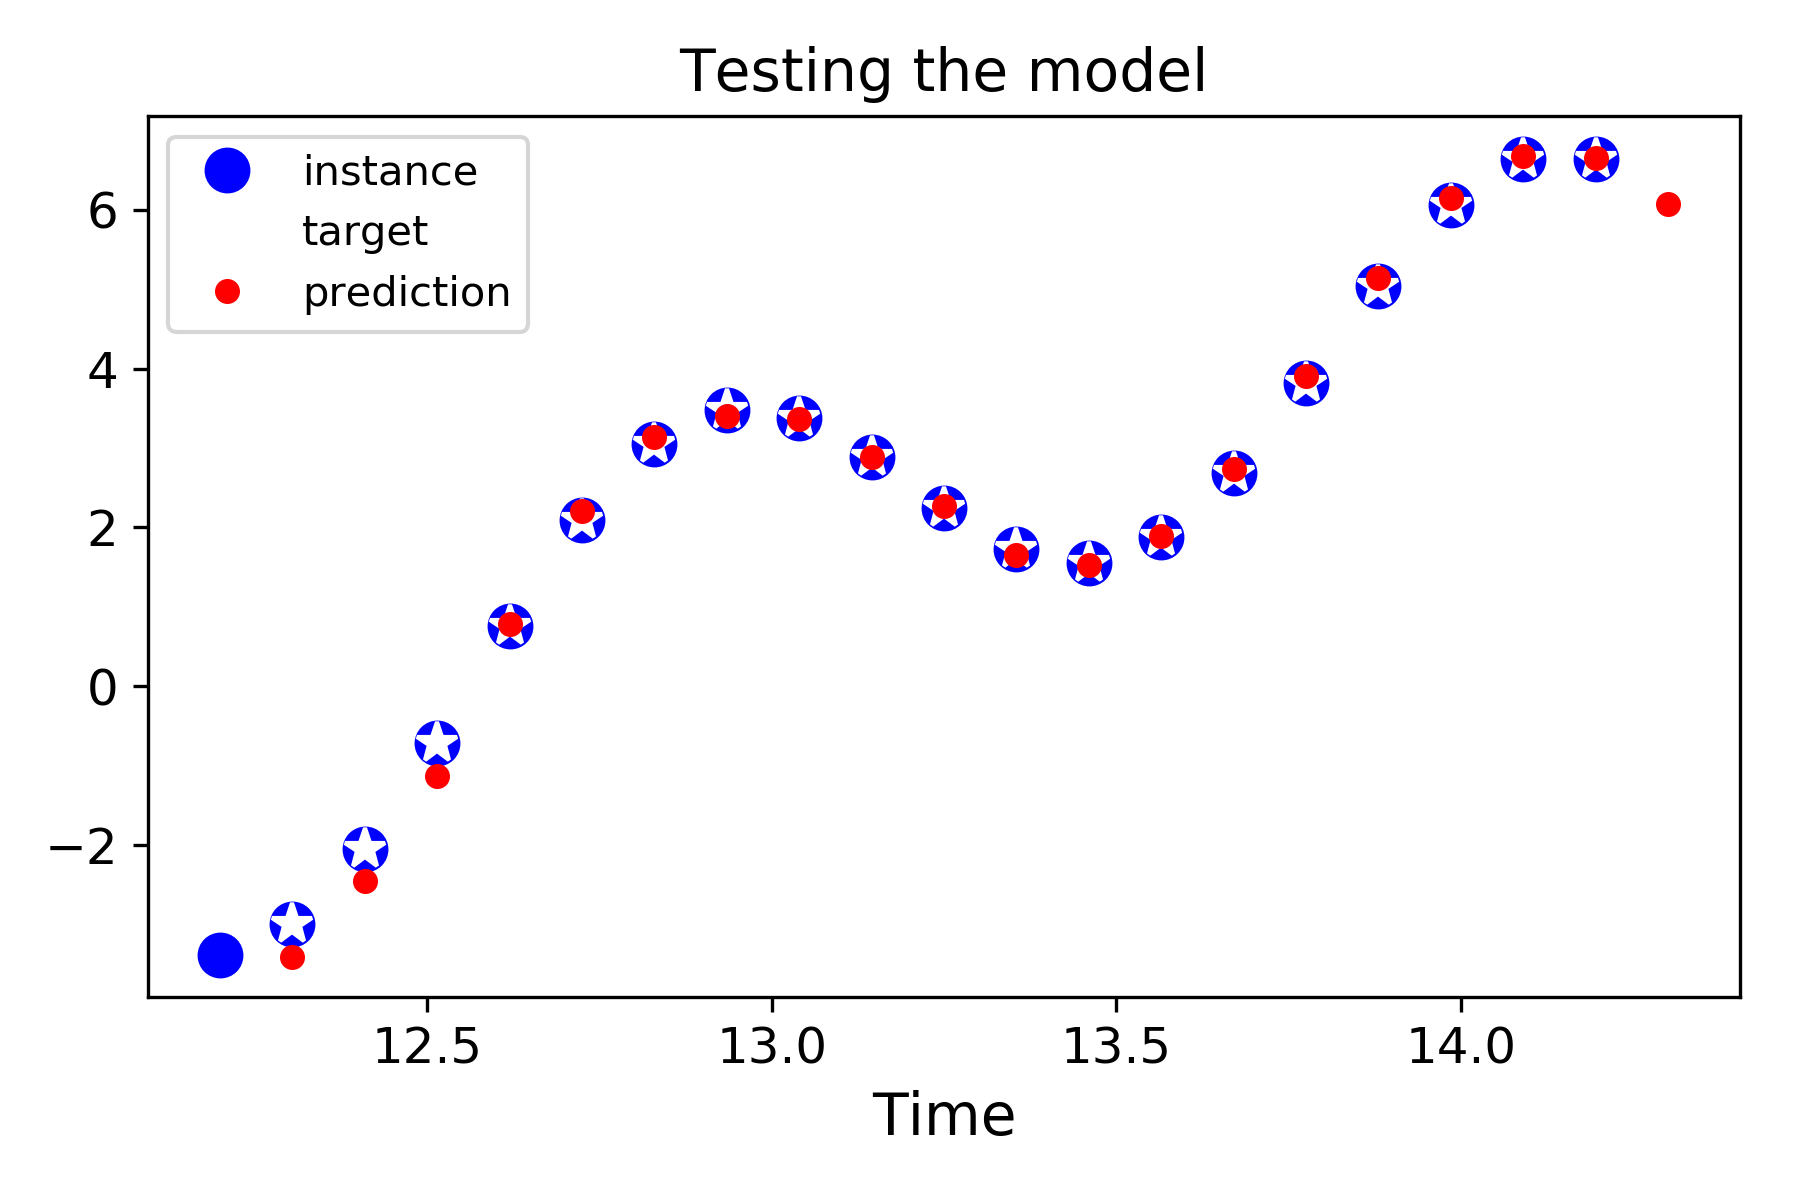 Testing the model
instance
target
prediction
6
4
2
0
−2
12.5 13.0 13.5 14.0
Time